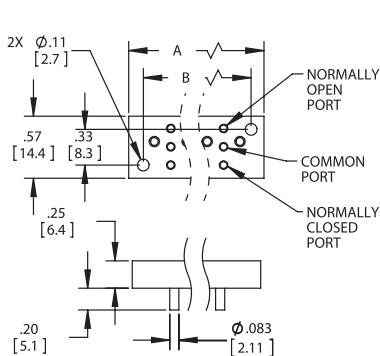 A
2X Ø.11
[2.7]
B
NORMALLY
OPEN
PORT
.57
[14.4]
.33
[8.3]
COMMON
PORT
NORMALLY
CLOSED
PORT
.25
[6.4]
.20
[5.1]
Ø.083
[2.11]